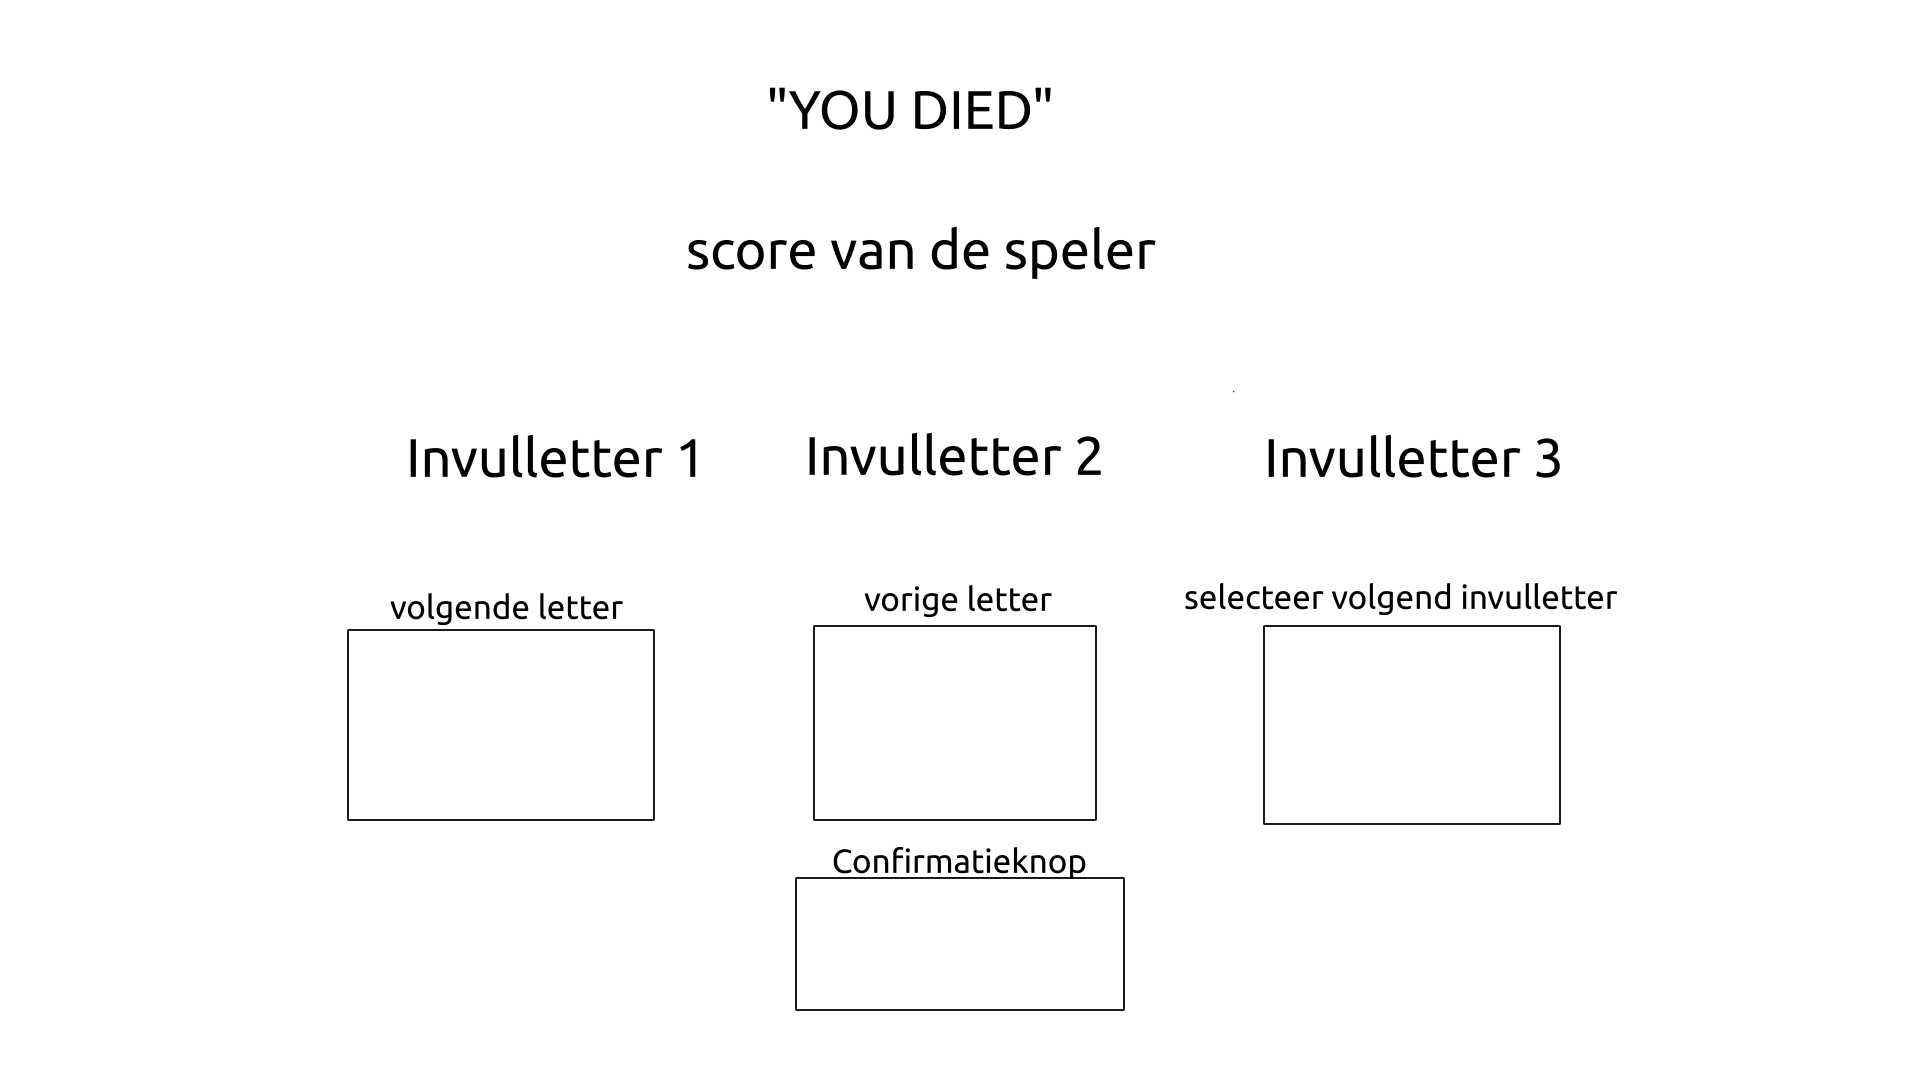 "YOU DIED"
score van de speler
Invulletter 1
Invulletter 2
Invulletter 3
volgende letter
vorige letter
selecteer volgend invulletter
Confirmatieknop